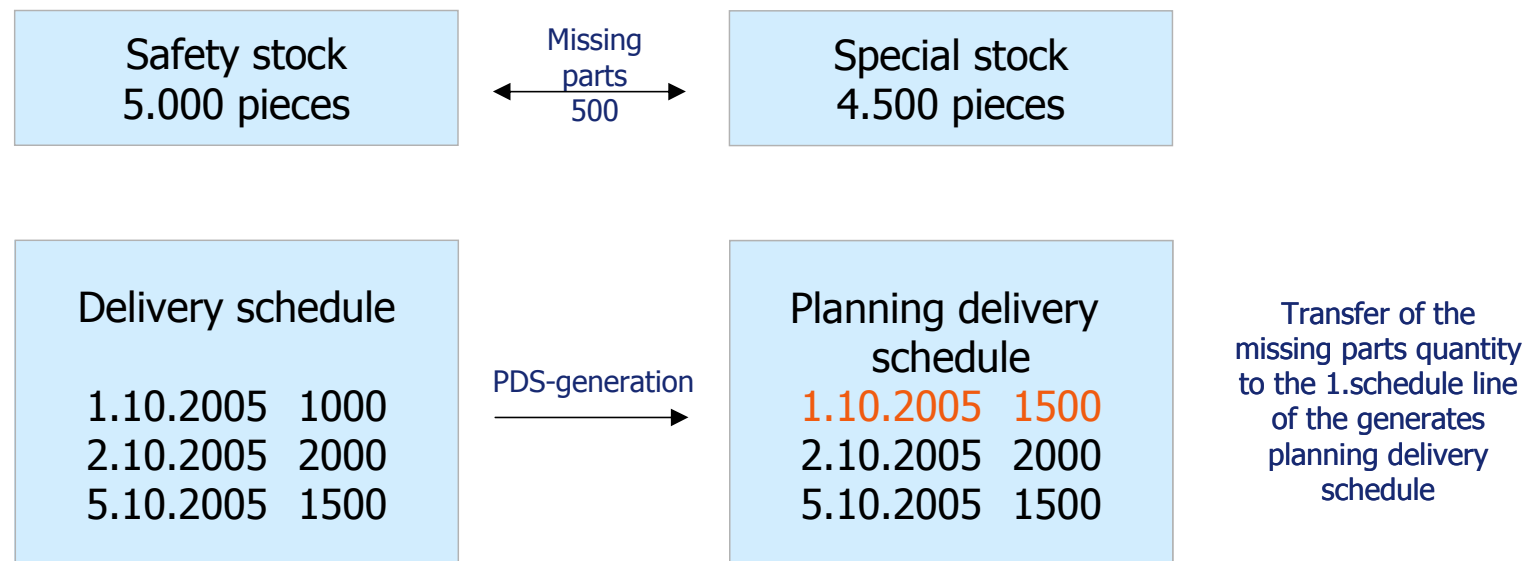 Safety stock
5.000 pieces
Missing
parts
500
Special stock
4.500 pieces
Delivery schedule
1.10.2005 1000
2.10.2005 2000
5.10.2005 1500
PDS-generation
Planning delivery
schedule
1.10.2005 1500
2.10.2005 2000
5.10.2005 1500
Transfer of the
missing parts quantity
to the 1.schedule line
of the generates
planning delivery
schedule